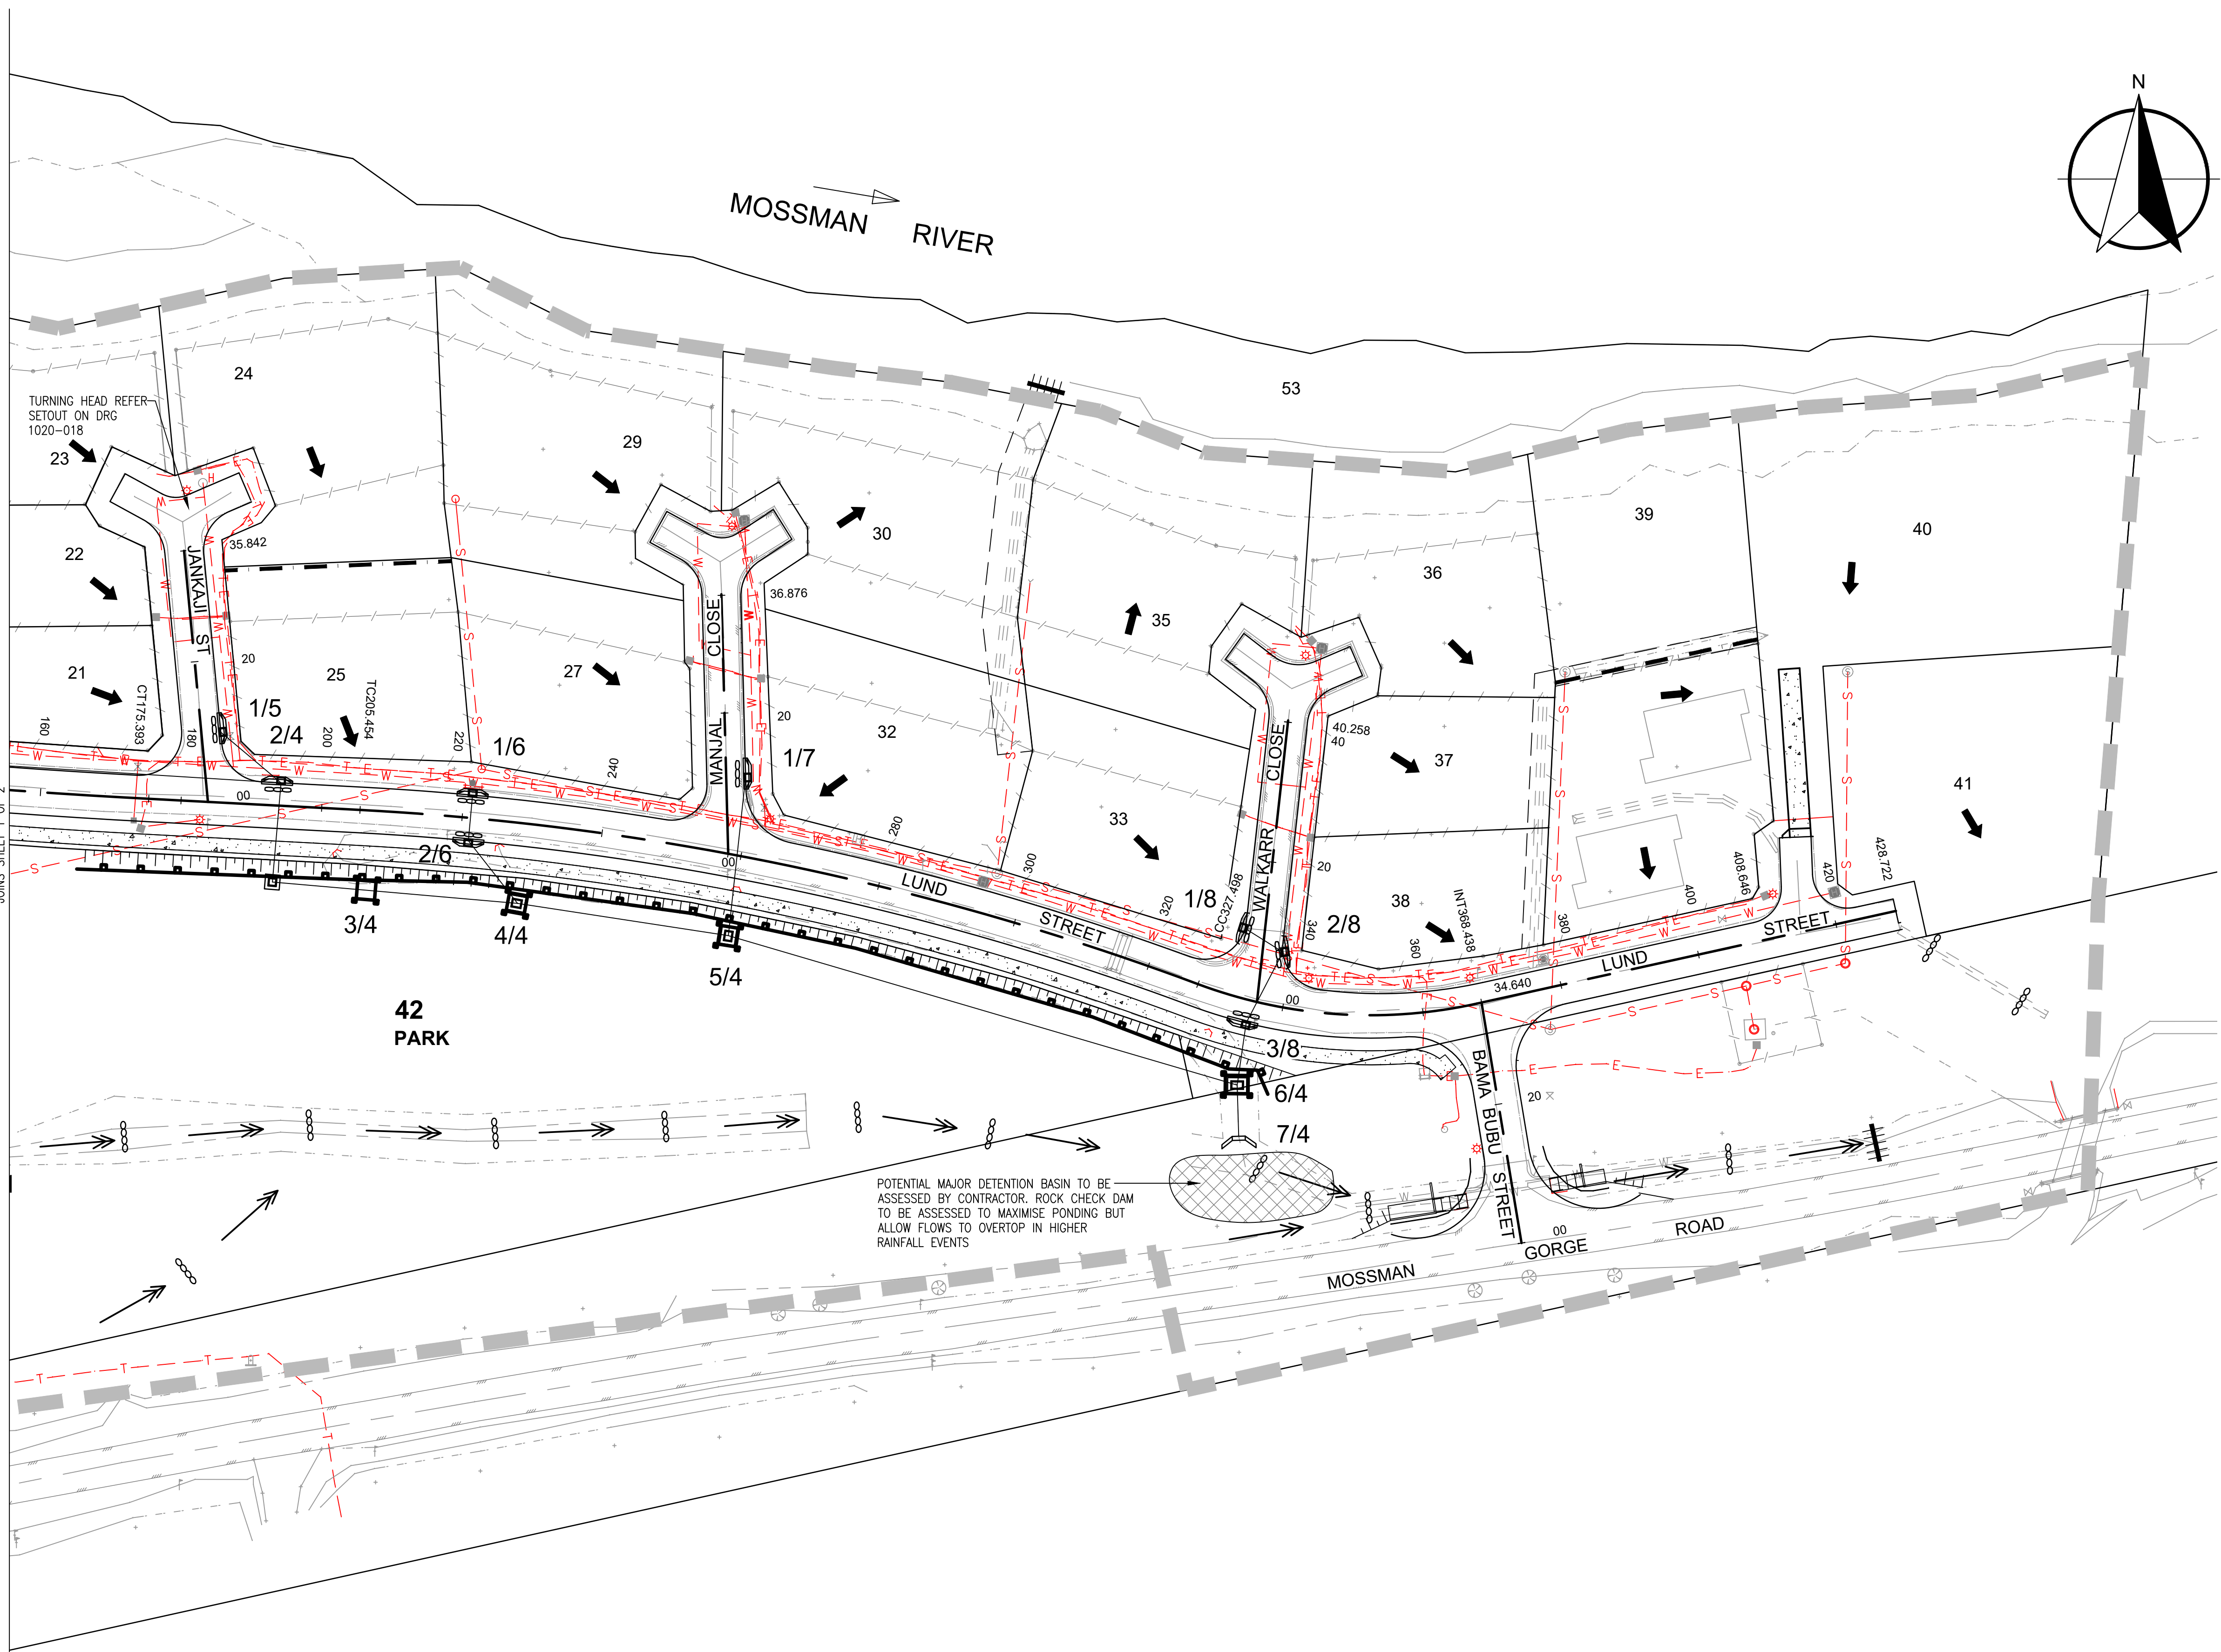 N
MOSSMAN RIVER
53
24
TURNING HEAD REFER
SETOUT ON DRG
1020-018
23
29
30
39
40
22
35.842
JANKAJI ST
36
36.876
35
21
20
25
27
CLOSE
MANJAL
20
32
40.258
40
37
41
CT175.393
TC205.454
160
180
200
220
240
1/5
2/4
1/6
1/7
00
2/6
280
300
320
33
1/8
CC327.498
WALKARR CLOSE
20
340
2/8
38
360
INT368.438
380
400
408.646
420
428.722
00
LUND STREET
LUND STREET
34.640
00
3/4
4/4
5/4
42
PARK
3/8
6/4
7/4
BAMA BUBU STREET
20
POTENTIAL MAJOR DETENTION BASIN TO BE
ASSESSED BY CONTRACTOR. ROCK CHECK DAM
TO BE ASSESSED TO MAXIMISE PONDING BUT
ALLOW FLOWS TO OVERTOP IN HIGHER
RAINFALL EVENTS
00
MOSSMAN GORGE ROAD